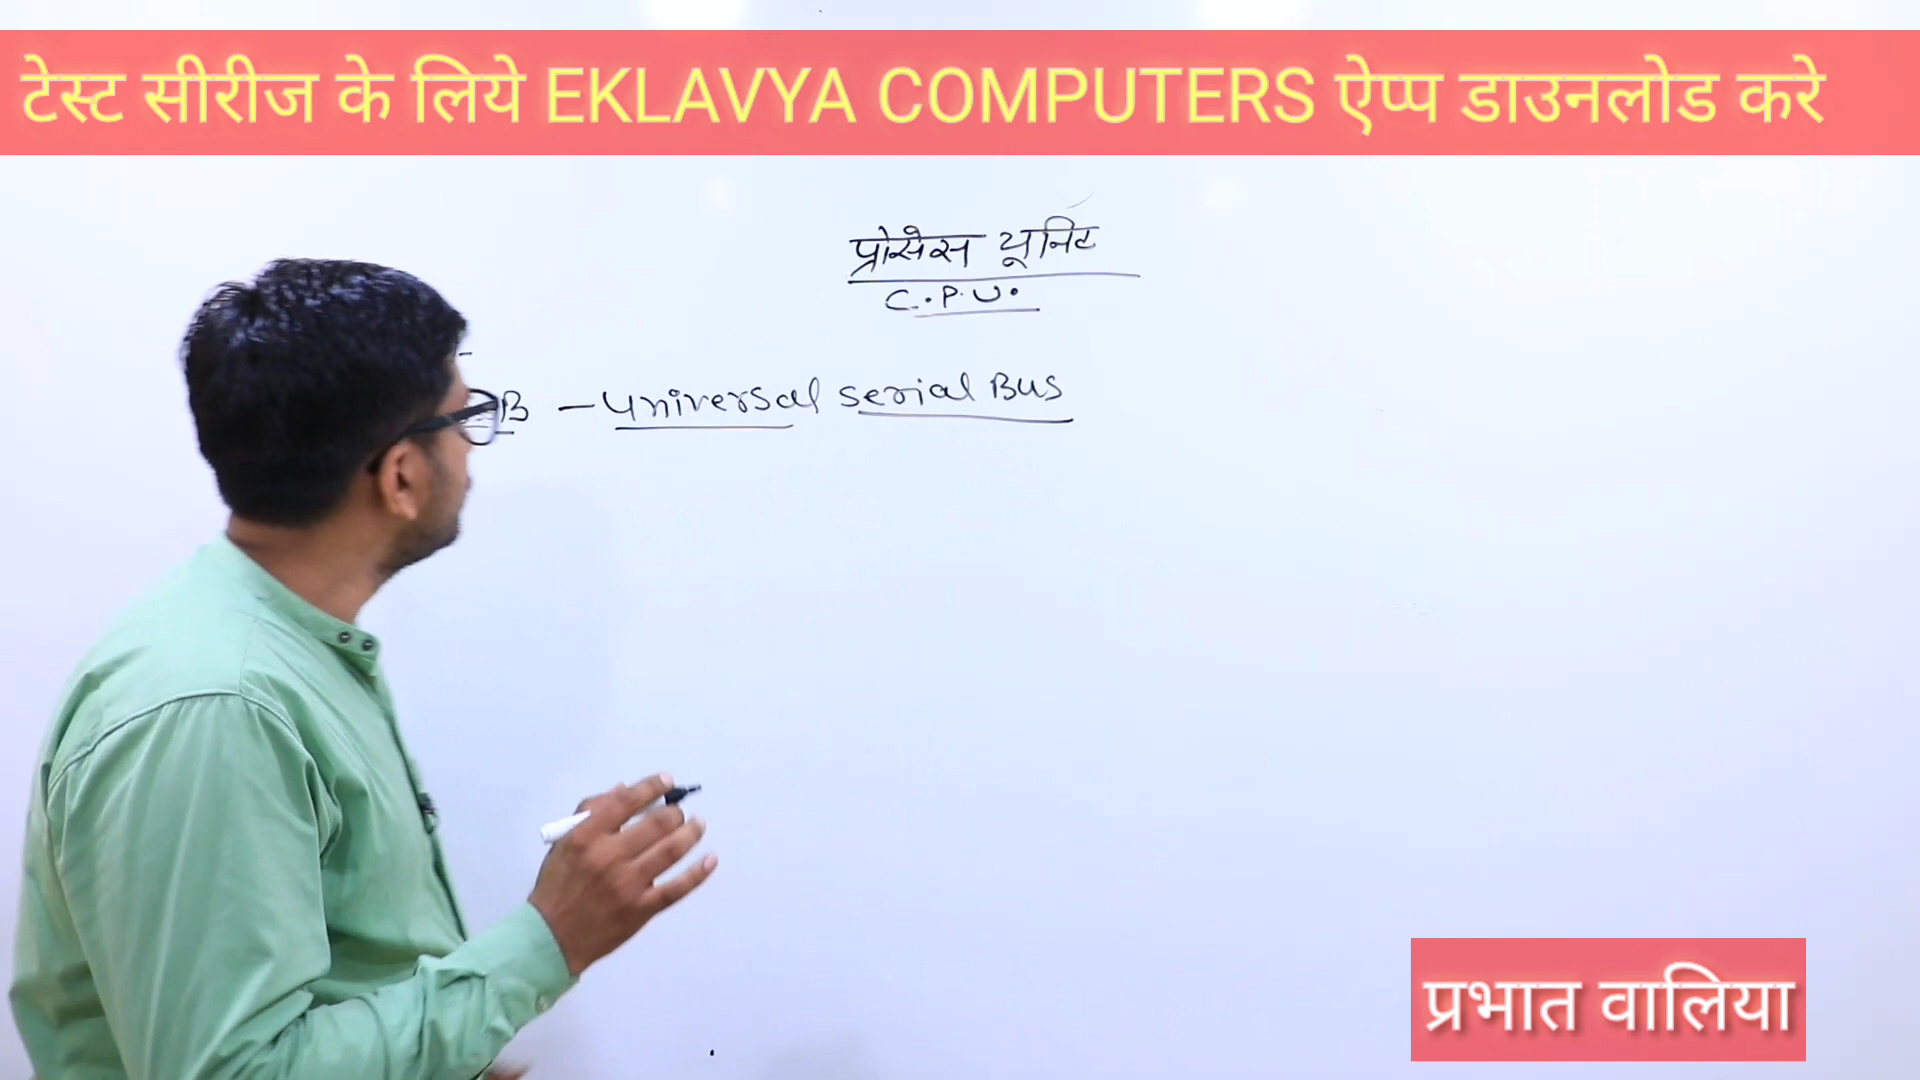 टेस्ट सीरीज के लिये EKLAVYA COMPUTERS ऐप्प डाउनलोड करे
प्रोसेस यूनिट
C.P.U.
B – Universal serial Bus
प्रभात वालिया